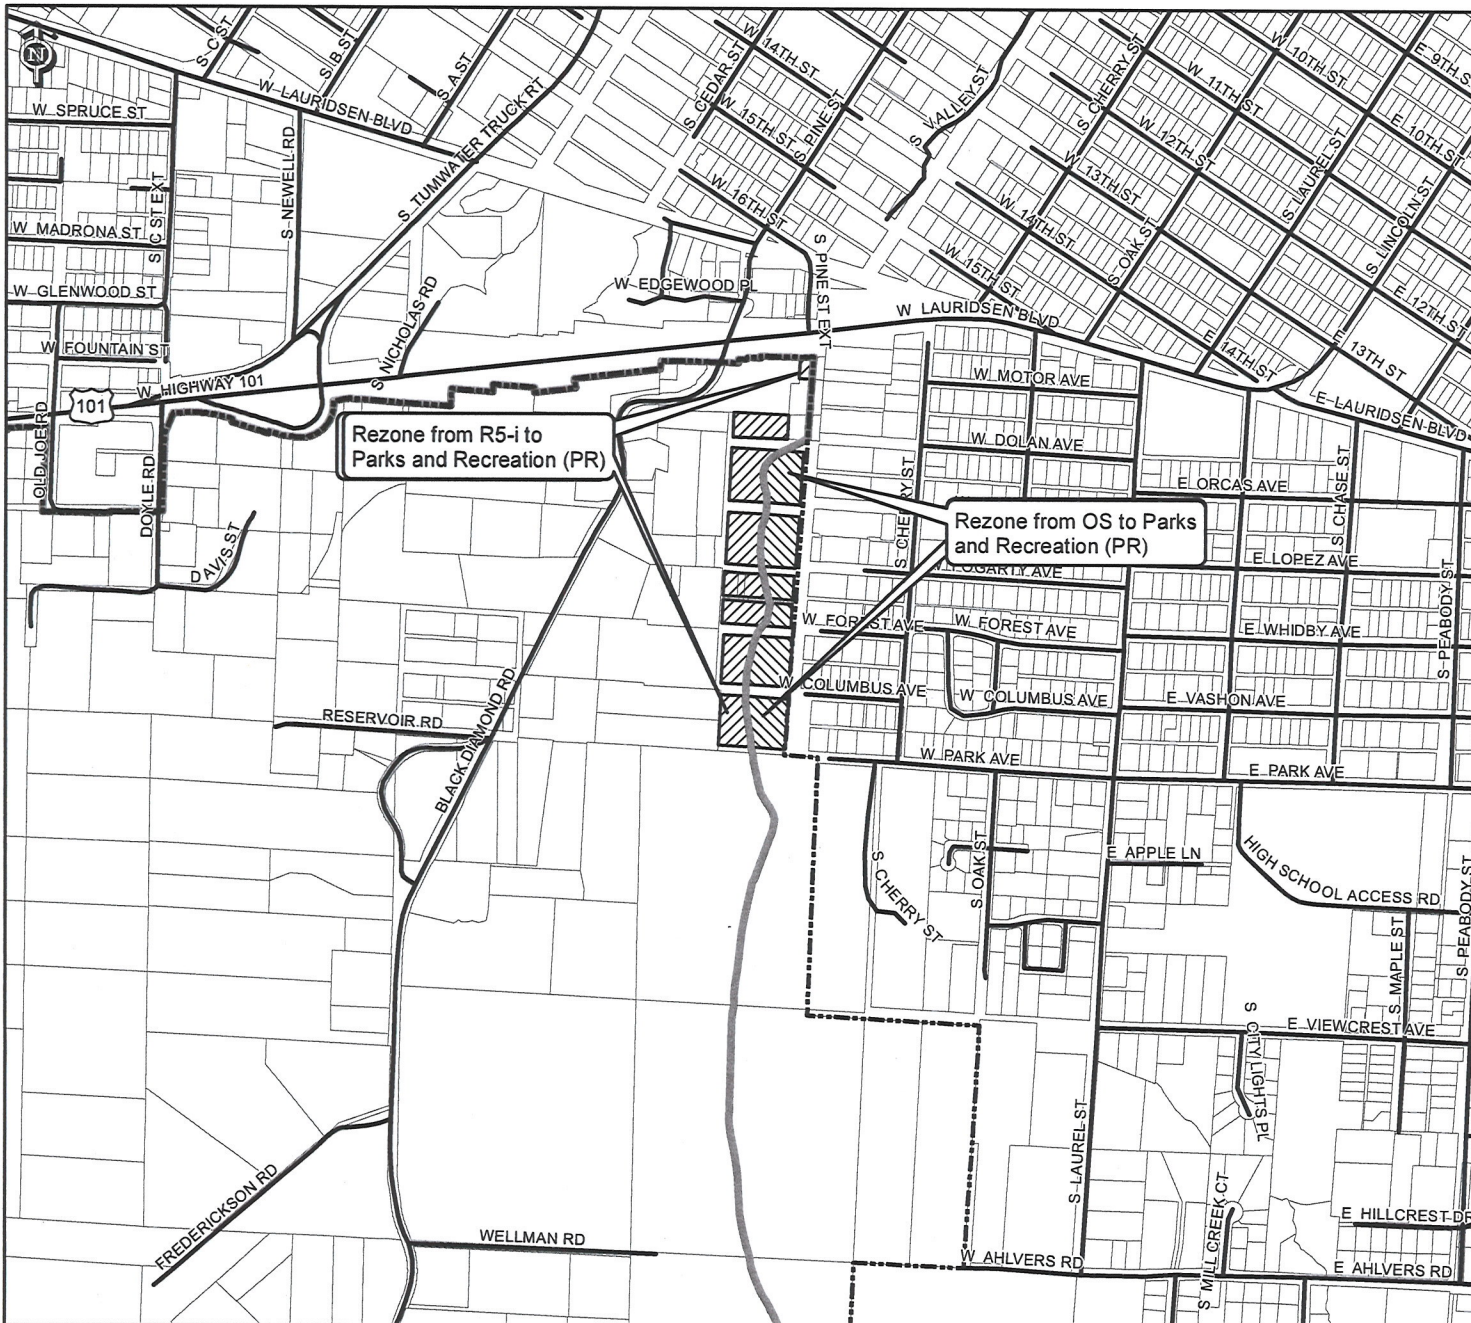 N
S C ST
S B ST
S A ST
W LAURIDSEN BLVD
S TUMWATER TRUCK RT
W SPRUCE ST
S NEWELL RD
S C ST EXT
W MADRONA ST
W GLENWOOD ST
W FOUNTAIN ST
W HIGHWAY 101
101
OLD JOE RD
DOYLE RD
DAVIS ST
S NICHOLAS RD
W EDGEWOOD PL
S CEDAR ST
W 14TH ST
W 15TH ST
S PINE ST
W 16TH ST
S PINE ST EXT
S VALLEY ST
S CHERRY ST
W 10TH ST
W 11TH ST
W 12TH ST
W 13TH ST
W 14TH ST
W 15TH ST
S OAK ST
S LAUREL ST
S LINCOLN ST
E 9TH S
E 10TH ST
E 12TH ST
E 13TH ST
E 14TH ST
W LAURIDSEN BLVD
E LAURIDSEN BLVD
W MOTOR AVE
W DOLAN AVE
S CHERRY ST
E ORCAS AVE
S CHASE ST
E LOPEZ AVE
S PEABODY ST
Rezone from R5-i to
Parks and Recreation (PR)
Rezone from OS to Parks
and Recreation (PR)
W FOGARTY AVE
W FOREST AVE
W FOREST AVE
E WHIDBY AVE
W COLUMBUS AVE
W COLUMBUS AVE
E VASHON AVE
W PARK AVE
E PARK AVE
RESERVOIR RD
BLACK DIAMOND RD
S CHERRY ST
S OAK ST
E APPLE LN
HIGH SCHOOL ACCESS RD
S MAPLE ST
S PEABODY ST
E VIEWCREST AVE
S CITY LIGHTS PL
S LAUREL ST
S MILL CREEK CT
E HILLCREST DR
FREDERICKSON RD
WELLMAN RD
W AHLVERS RD
E AHLVERS RD